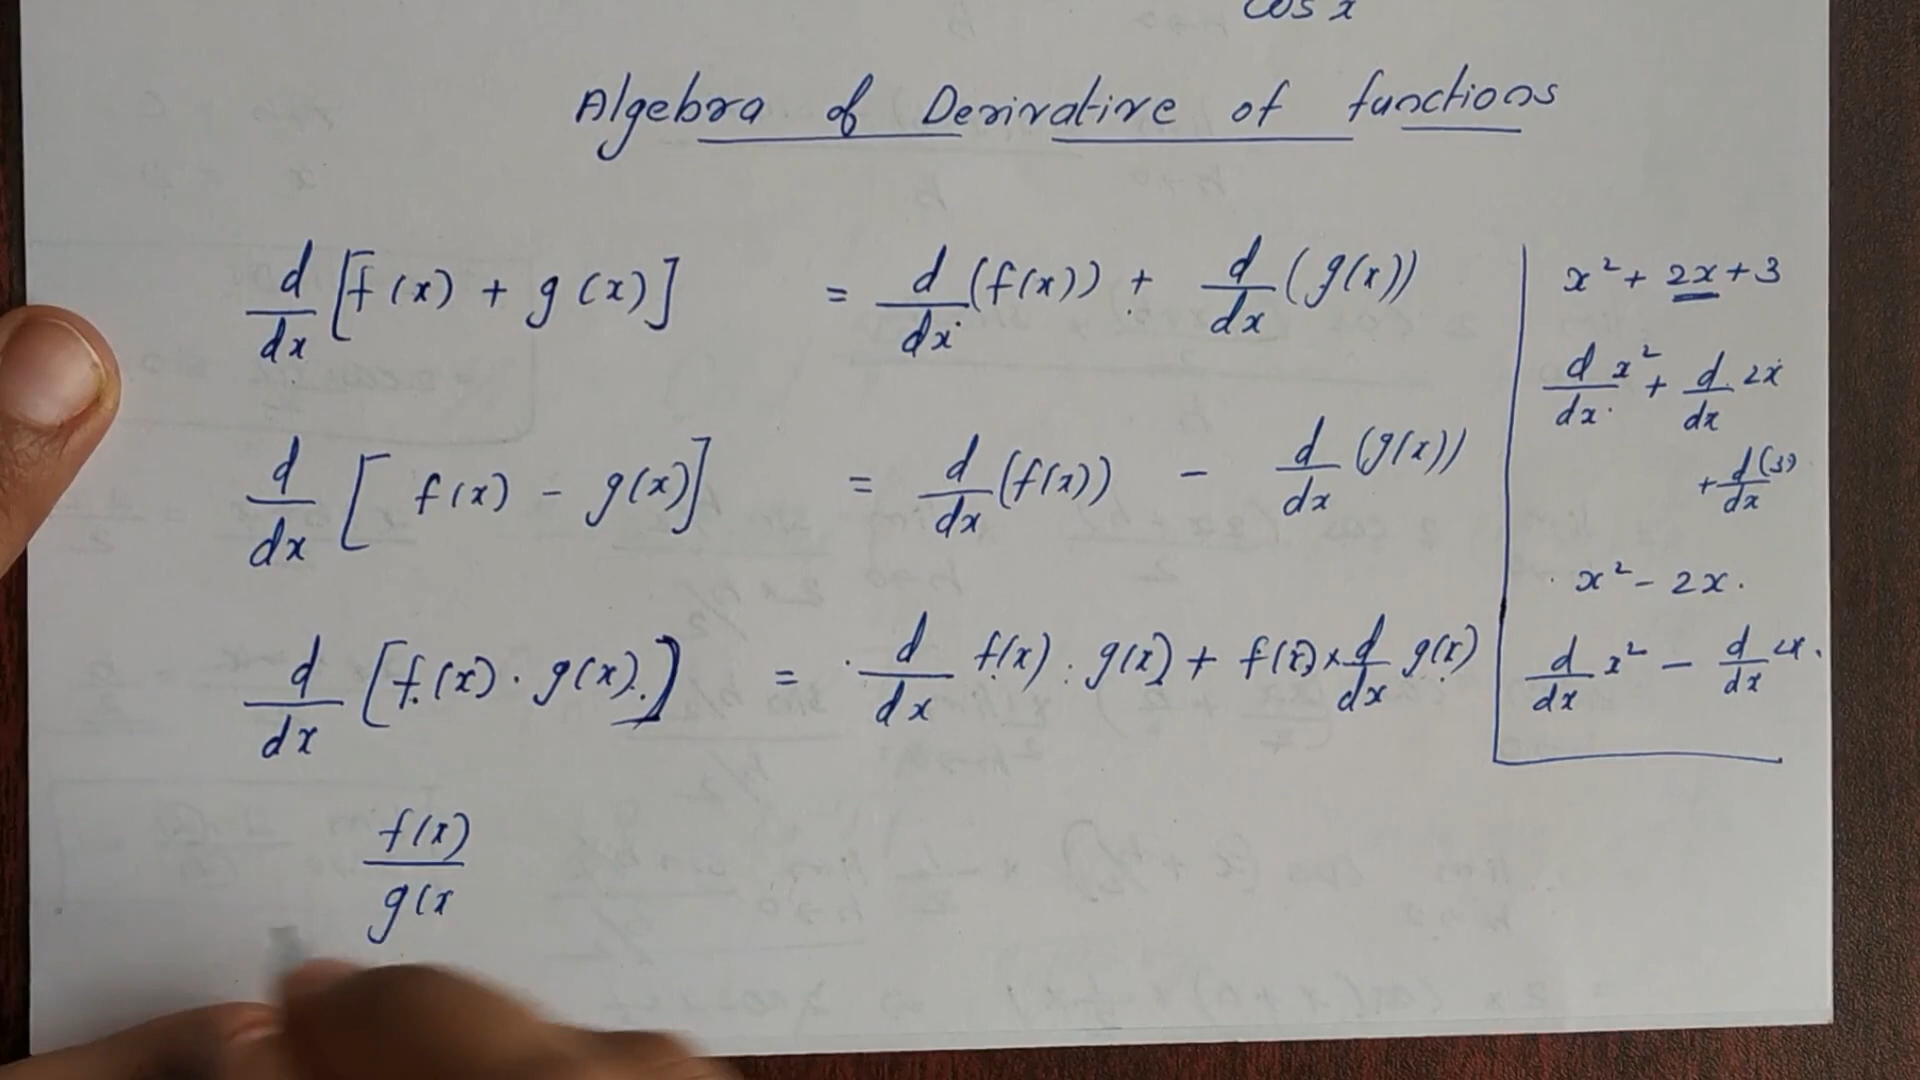 cos x
Algebra of Derivative of functions
d/dx [f(x) + g(x)] = d/dx (f(x)) + d/dx (g(x))
d/dx [f(x) - g(x)] = d/dx (f(x)) - d/dx (g(x))
d/dx [f(x) · g(x)] = d/dx f(x) · g(x) + f(x) × d/dx g(x)
f(x)/g(x
x² + 2x + 3
d/dx x² + d/dx 2x
+ d/dx (3)
x² - 2x
d/dx x² - d/dx 2x